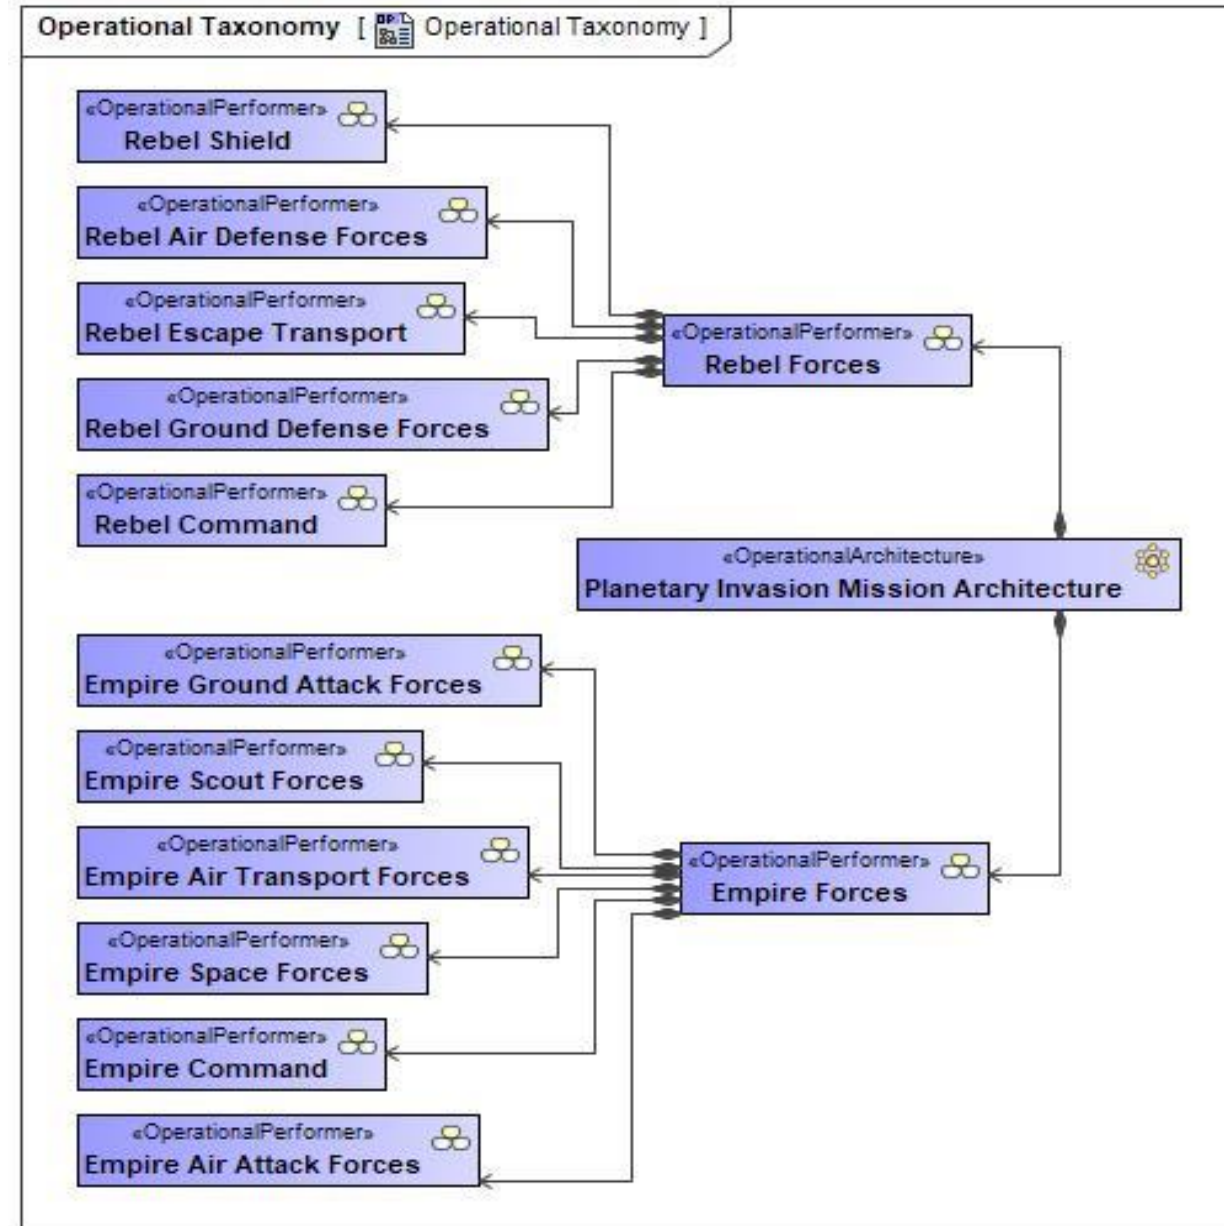 Operational Taxonomy [ Operational Taxonomy ]
«OperationalPerformer»
Rebel Shield
«OperationalPerformer»
Rebel Air Defense Forces
«OperationalPerformer»
Rebel Escape Transport
«OperationalPerformer»
Rebel Forces
«OperationalPerformer»
Rebel Ground Defense Forces
«OperationalPerformer»
Rebel Command
«OperationalArchitecture»
Planetary Invasion Mission Architecture
«OperationalPerformer»
Empire Ground Attack Forces
«OperationalPerformer»
Empire Scout Forces
«OperationalPerformer»
Empire Air Transport Forces
«OperationalPerformer»
Empire Forces
«OperationalPerformer»
Empire Space Forces
«OperationalPerformer»
Empire Command
«OperationalPerformer»
Empire Air Attack Forces